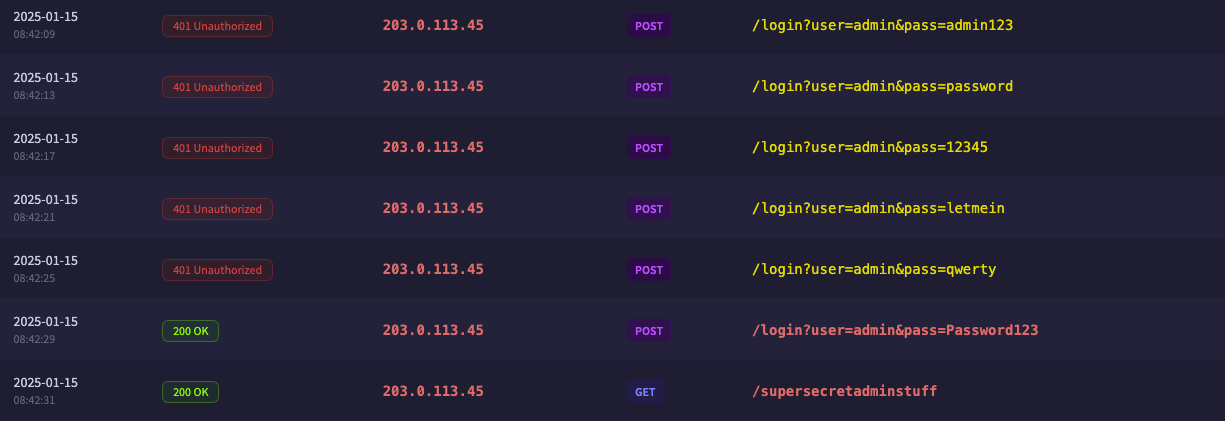 2025-01-15 401 Unauthorized 203.0.113.45 POST /login?user=admin&pass=admin123
08:42:09
2025-01-15 401 Unauthorized 203.0.113.45 POST /login?user=admin&pass=password
08:42:13
2025-01-15 401 Unauthorized 203.0.113.45 POST /login?user=admin&pass=12345
08:42:17
2025-01-15 401 Unauthorized 203.0.113.45 POST /login?user=admin&pass=letmein
08:42:21
2025-01-15 401 Unauthorized 203.0.113.45 POST /login?user=admin&pass=qwerty
08:42:25
2025-01-15 200 OK 203.0.113.45 POST /login?user=admin&pass=Password123
08:42:29
2025-01-15 200 OK 203.0.113.45 GET /supersecretadminstuff
08:42:31